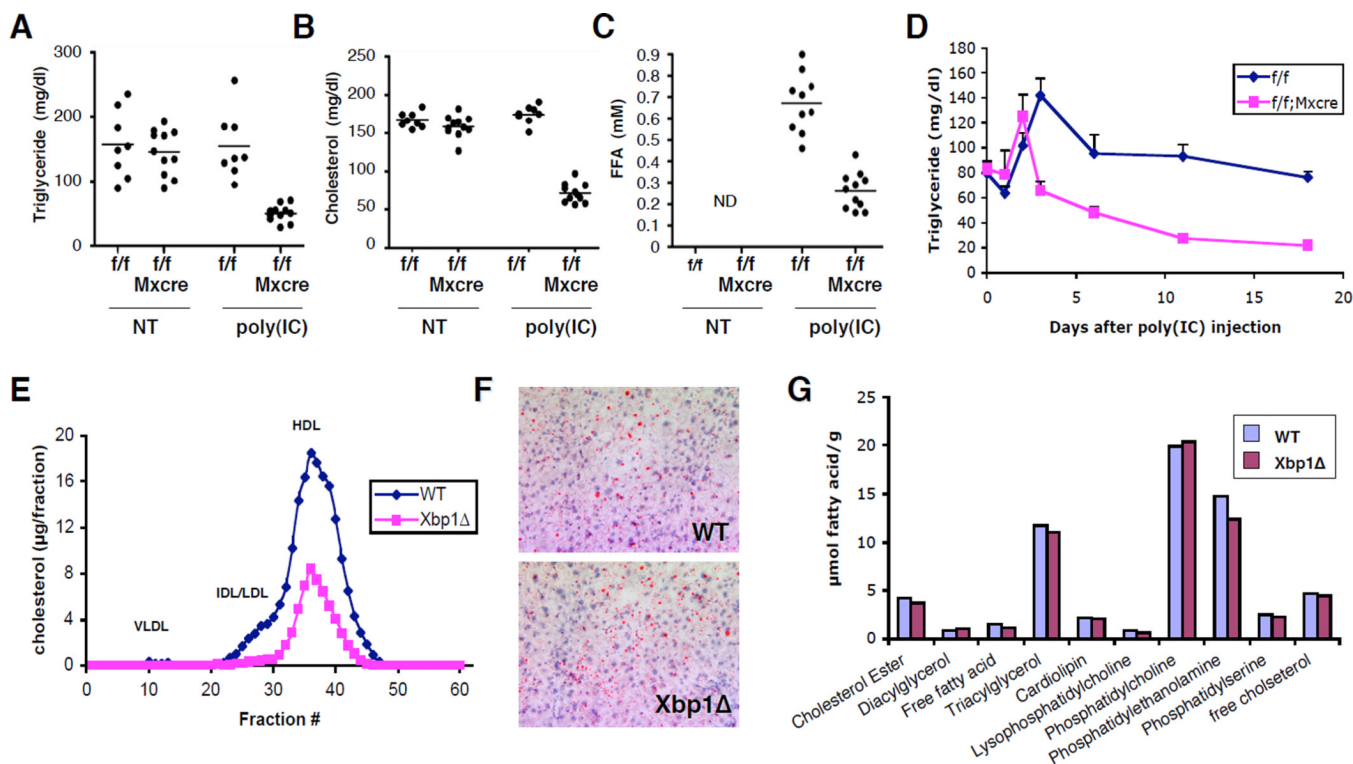 A
Triglyceride (mg/dl)
300
200
100
0
f/f
f/f
f/f
f/f
Mxcre
Mxcre
NT
poly(IC)
B
Cholesterol (mg/dl)
250
200
150
100
50
0
f/f
f/f
f/f
f/f
Mxcre
Mxcre
NT
poly(IC)
C
FFA (mM)
0.9
0.8
0.7
0.6
0.5
0.4
0.3
0.2
0.1
0
ND
f/f
f/f
f/f
f/f
Mxcre
Mxcre
NT
poly(IC)
D
Triglyceride (mg/dl)
180
160
140
120
100
80
60
40
20
0
f/f
f/f;Mxcre
0
5
10
15
20
Days after poly(IC) injection
E
cholesterol (µg/fraction)
20
16
12
8
4
0
VLDL
IDL/LDL
HDL
WT
Xbp1Δ
0
10
20
30
40
50
60
Fraction #
F
WT
Xbp1Δ
G
µmol fatty acid/g
25
20
15
10
5
0
WT
Xbp1Δ
Cholesterol Ester
Diacylglycerol
Free fatty acid
Triacylglycerol
Cardiolipin
Lysophosphatidylcholine
Phosphatidylcholine
Phosphatidylethanolamine
Phosphatidylserine
free cholseterol